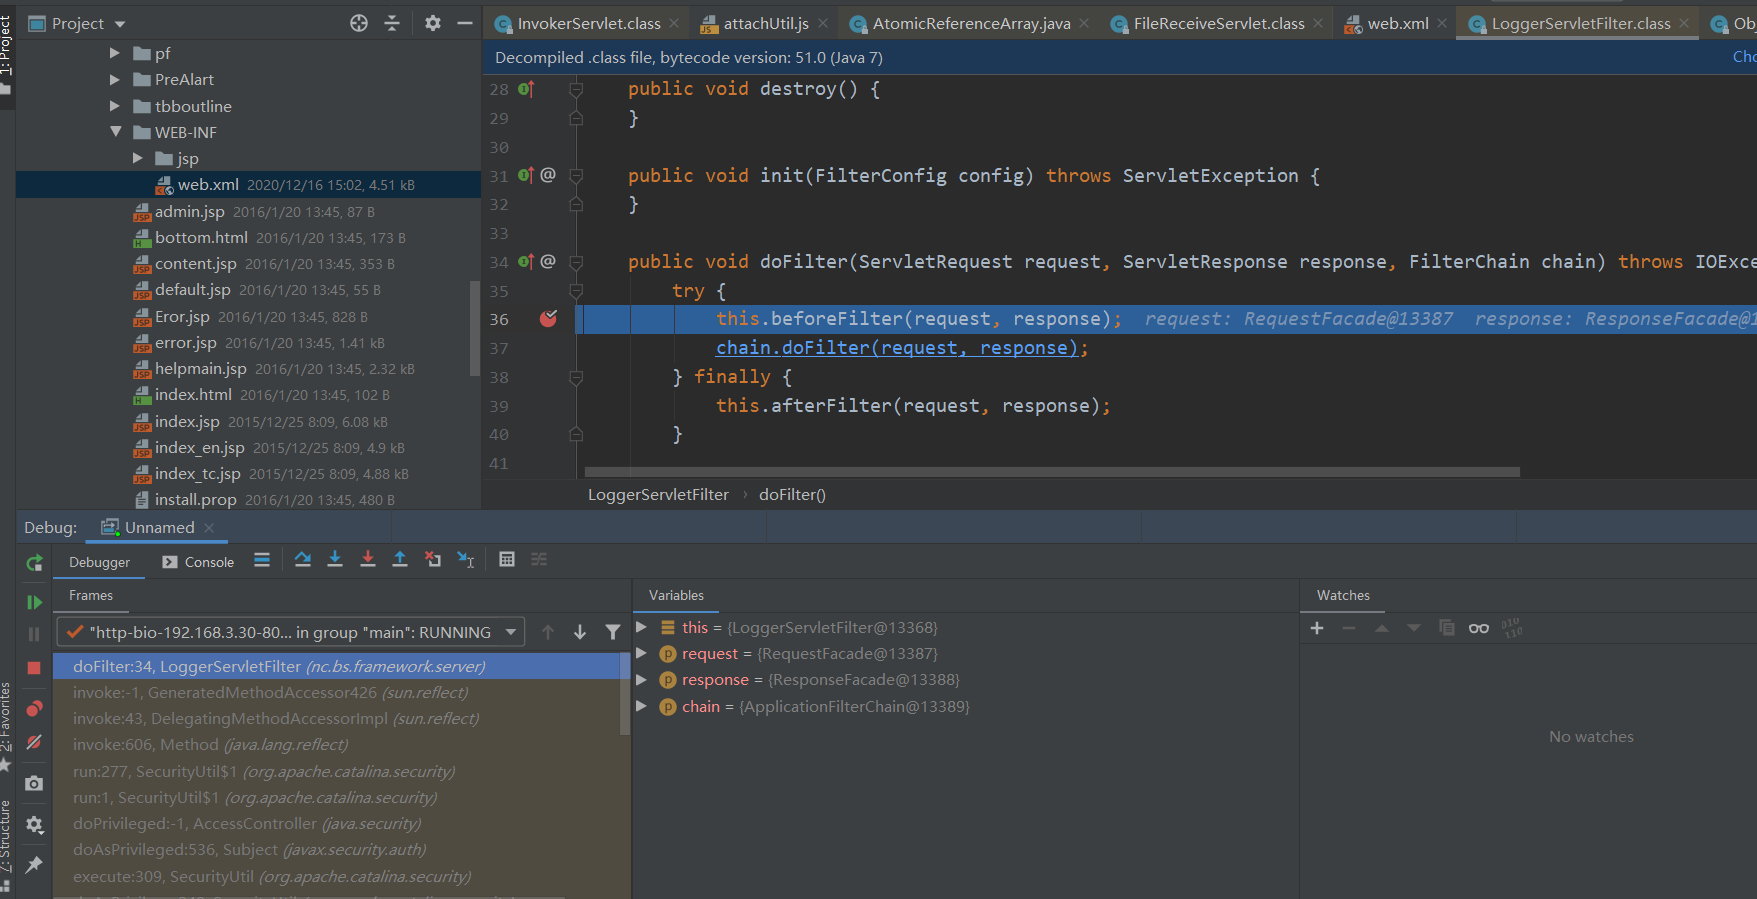 Project
InvokerServlet.class
attachUtil.js
AtomicReferenceArray.java
FileReceiveServlet.class
web.xml
LoggerServletFilter.class
1: Project
pf
PreAlart
tbboutline
WEB-INF
jsp
web.xml 2020/12/16 15:02, 4.51 kB
admin.jsp 2016/1/20 13:45, 87 B
bottom.html 2016/1/20 13:45, 173 B
content.jsp 2016/1/20 13:45, 353 B
default.jsp 2016/1/20 13:45, 55 B
Eror.jsp 2016/1/20 13:45, 828 B
error.jsp 2016/1/20 13:45, 1.41 kB
helpmain.jsp 2016/1/20 13:45, 2.32 kB
index.html 2016/1/20 13:45, 102 B
index.jsp 2015/12/25 8:09, 6.08 kB
index_en.jsp 2015/12/25 8:09, 4.9 kB
index_tc.jsp 2015/12/25 8:09, 4.88 kB
install.prop 2016/1/20 13:45, 480 B
Decompiled .class file, bytecode version: 51.0 (Java 7)
28 public void destroy() {
29 }
30
31 @ public void init(FilterConfig config) throws ServletException {
32 }
33
34 @ public void doFilter(ServletRequest request, ServletResponse response, FilterChain chain) throws IOExce
35 try {
36 this.beforeFilter(request, response); request: RequestFacade@13387 response: ResponseFacade@1
37 chain.doFilter(request, response);
38 } finally {
39 this.afterFilter(request, response);
40 }
41
LoggerServletFilter › doFilter()
Debug: Unnamed
Debugger Console
Frames
"http-bio-192.168.3.30-80... in group "main": RUNNING
doFilter:34, LoggerServletFilter (nc.bs.framework.server)
invoke:-1, GeneratedMethodAccessor426 (sun.reflect)
invoke:43, DelegatingMethodAccessorImpl (sun.reflect)
invoke:606, Method (java.lang.reflect)
run:277, SecurityUtil$1 (org.apache.catalina.security)
run:1, SecurityUtil$1 (org.apache.catalina.security)
doPrivileged:-1, AccessController (java.security)
doAsPrivileged:536, Subject (javax.security.auth)
execute:309, SecurityUtil (org.apache.catalina.security)
Variables
this = {LoggerServletFilter@13368}
request = {RequestFacade@13387}
response = {ResponseFacade@13388}
chain = {ApplicationFilterChain@13389}
Watches
No watches
2: Favorites
7: Structure